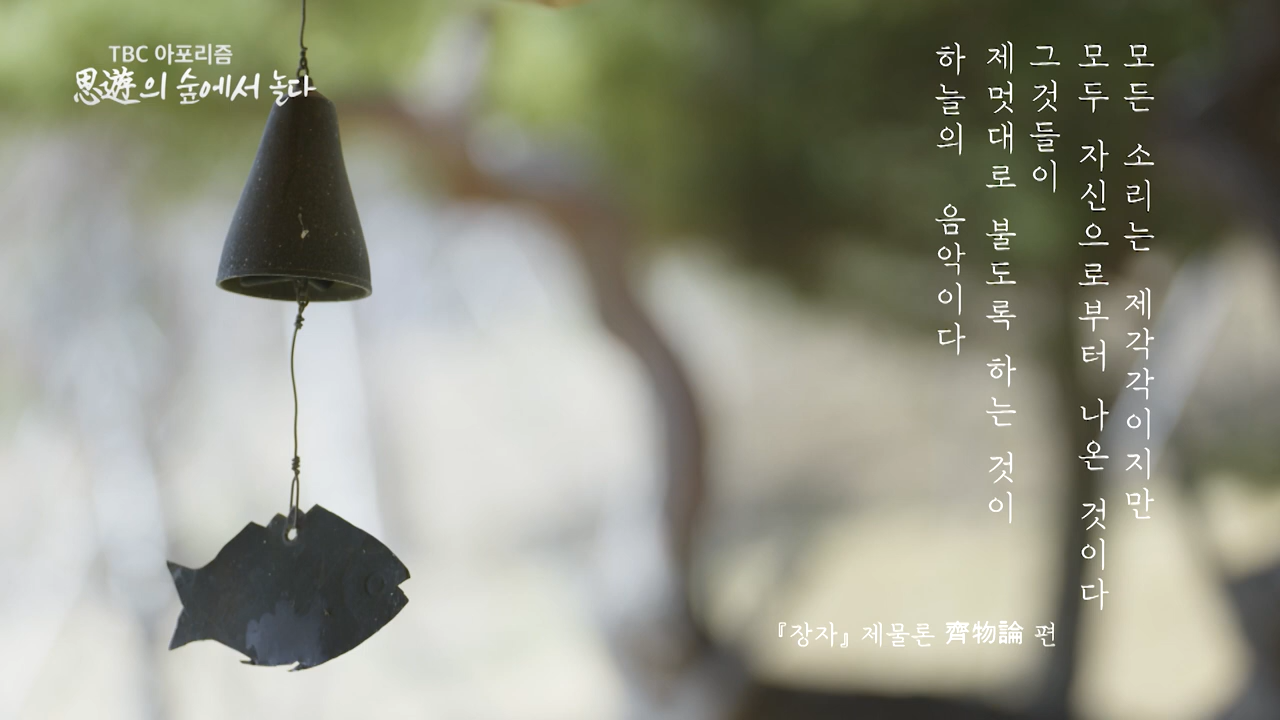 TBC 아포리즘
思遊의 숲에서 놀다
모든 소리는 제각각이지만
모두 자신으로부터 나온 것이다
그것들이
제멋대로 불도록 하는 것이
하늘의 음악이다
『장자』 제물론 齊物論 편